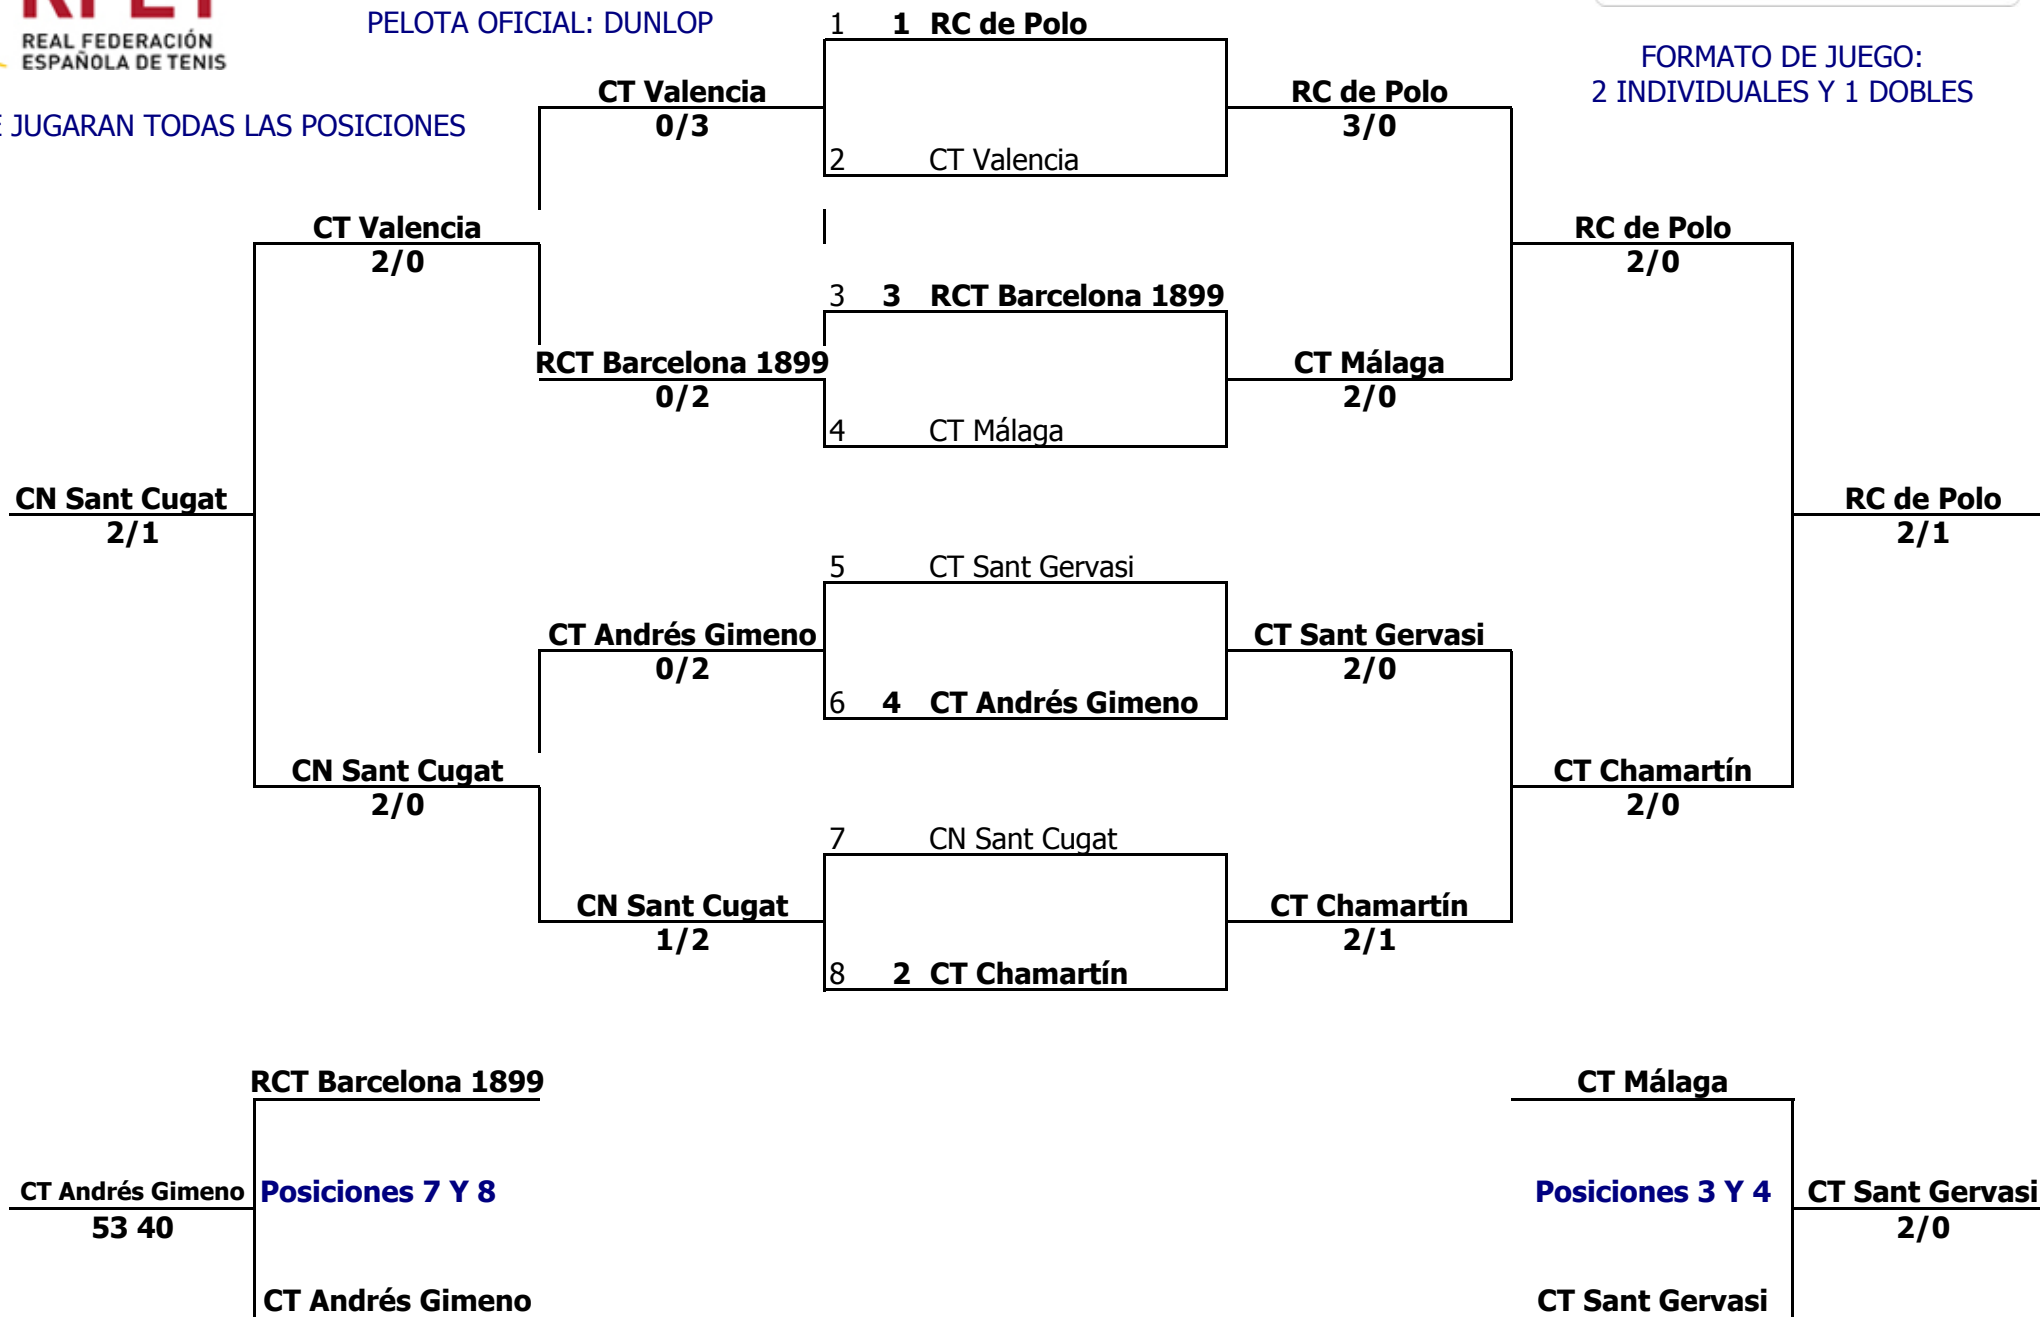 REAL FEDERACIÓN
ESPAÑOLA DE TENIS
PELOTA OFICIAL: DUNLOP
1 1 RC de Polo
FORMATO DE JUEGO:
2 INDIVIDUALES Y 1 DOBLES
CT Valencia
0/3
RC de Polo
3/0
JUGARAN TODAS LAS POSICIONES
2 CT Valencia
CT Valencia
2/0
RC de Polo
2/0
3 3 RCT Barcelona 1899
RCT Barcelona 1899
0/2
CT Málaga
2/0
4 CT Málaga
CN Sant Cugat
2/1
RC de Polo
2/1
5 CT Sant Gervasi
CT Andrés Gimeno
0/2
CT Sant Gervasi
2/0
6 4 CT Andrés Gimeno
CN Sant Cugat
2/0
CT Chamartín
2/0
7 CN Sant Cugat
CN Sant Cugat
1/2
CT Chamartín
2/1
8 2 CT Chamartín
RCT Barcelona 1899
CT Málaga
CT Andrés Gimeno
53 40
Posiciones 7 Y 8
Posiciones 3 Y 4
CT Sant Gervasi
2/0
CT Andrés Gimeno
CT Sant Gervasi